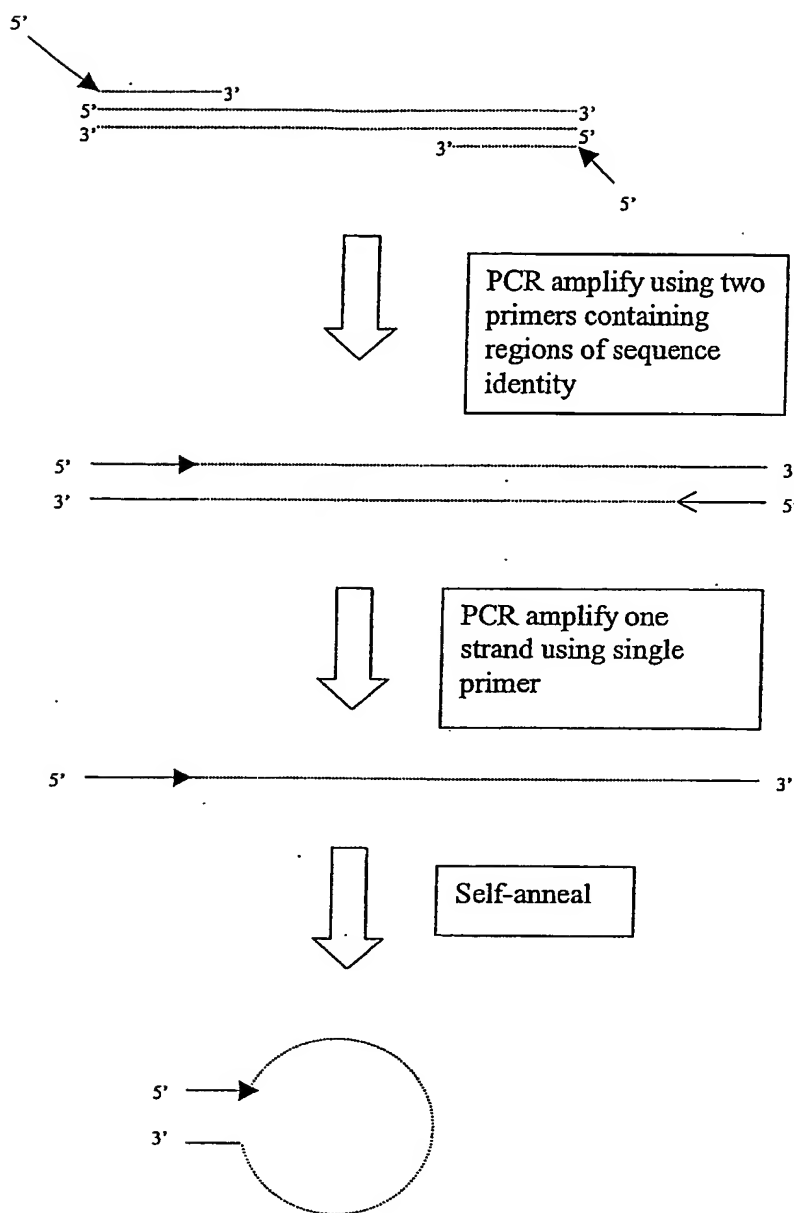 5’
3’
5’ 3’
3’ 5’
3’
5’
PCR amplify using two
primers containing
regions of sequence
identity
5’ 3
3’ 5’
PCR amplify one
strand using single
primer
5’ 3’
Self-anneal
5’
3’